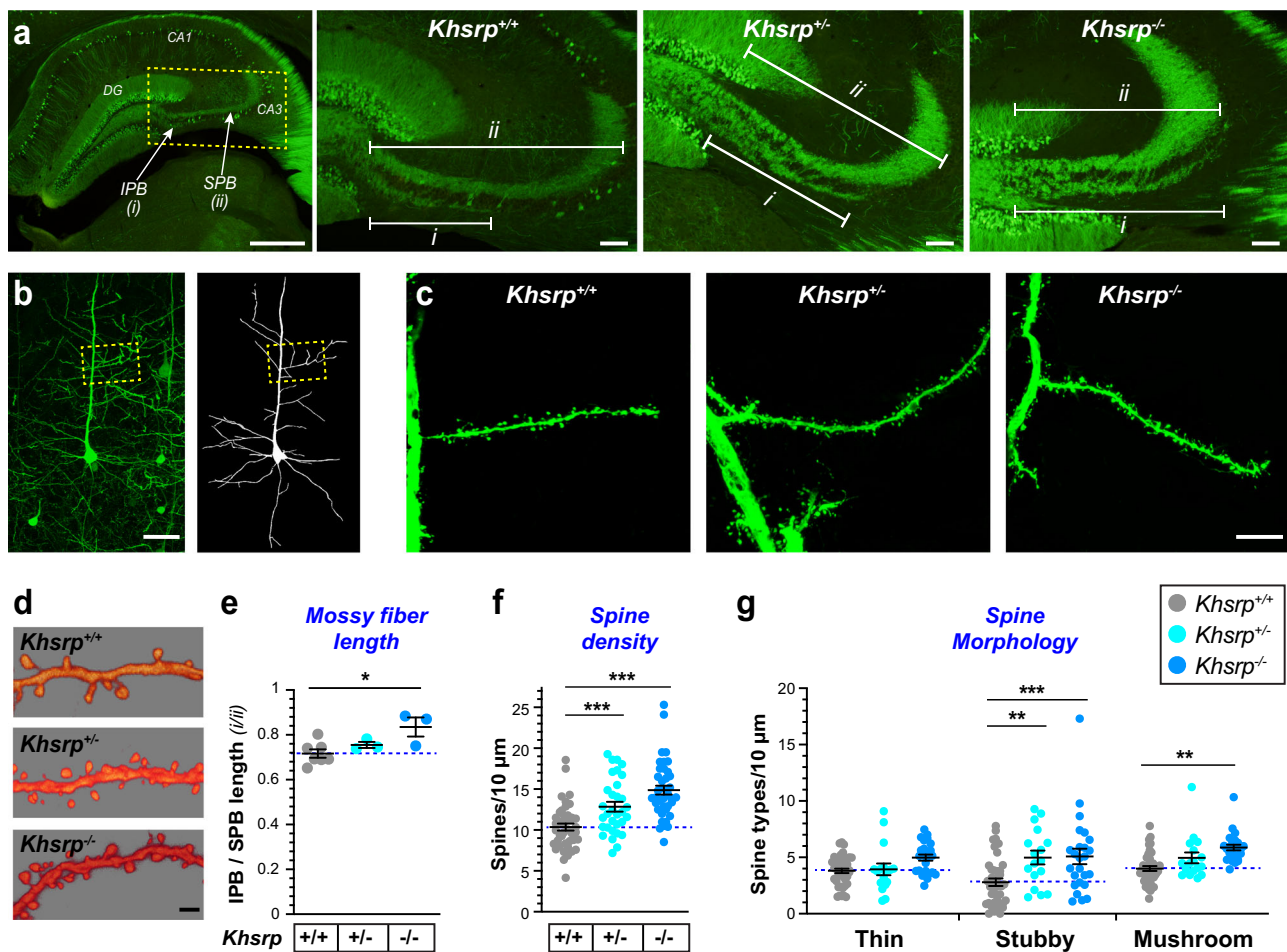 a
CA1
DG
CA3
IPB
(i)
SPB
(ii)
Khsrp+/+
ii
i
Khsrp+/-
ii
i
Khsrp-/-
ii
i
b
c
Khsrp+/+
Khsrp+/-
Khsrp-/-
d
Khsrp+/+
Khsrp+/-
Khsrp-/-
e
Mossy fiber
length
*
IPB / SPB length (i/ii)
1
0.8
0.6
0.4
0.2
0
Khsrp
+/+ +/- -/-
f
Spine
density
***
***
Spines/10 µm
25
20
15
10
5
0
+/+ +/- -/-
g
Spine
Morphology
Khsrp+/+
Khsrp+/-
Khsrp-/-
Spine types/10 µm
20
15
10
5
0
***
**
**
Thin
Stubby
Mushroom